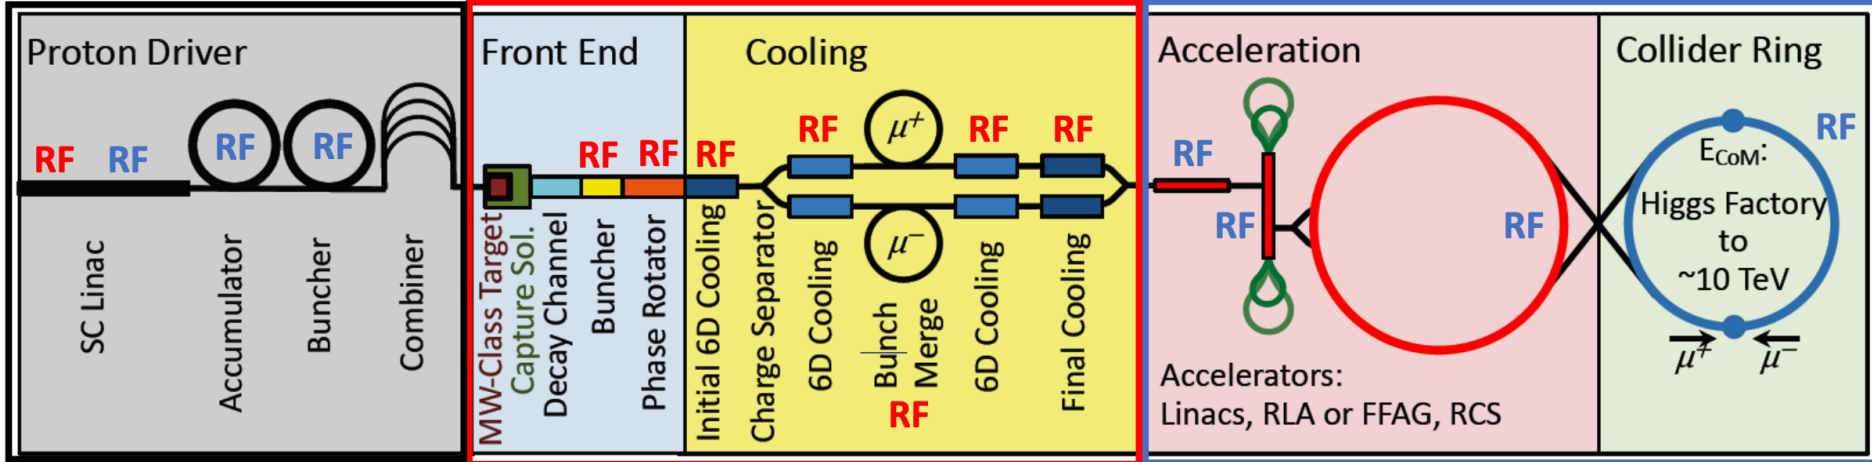 Proton Driver
RF RF RF RF
SC Linac
Accumulator
Buncher
Combiner
Front End
RF RF
MW-Class Target
Capture Sol.
Decay Channel
Buncher
Phase Rotator
Cooling
RF RF RF RF
μ+
μ−
Initial 6D Cooling
Charge Separator
6D Cooling
Bunch
Merge
RF
6D Cooling
Final Cooling
Acceleration
RF
RF RF
Accelerators:
Linacs, RLA or FFAG, RCS
Collider Ring
RF
ECoM:
Higgs Factory
to
~10 TeV
μ+ μ−